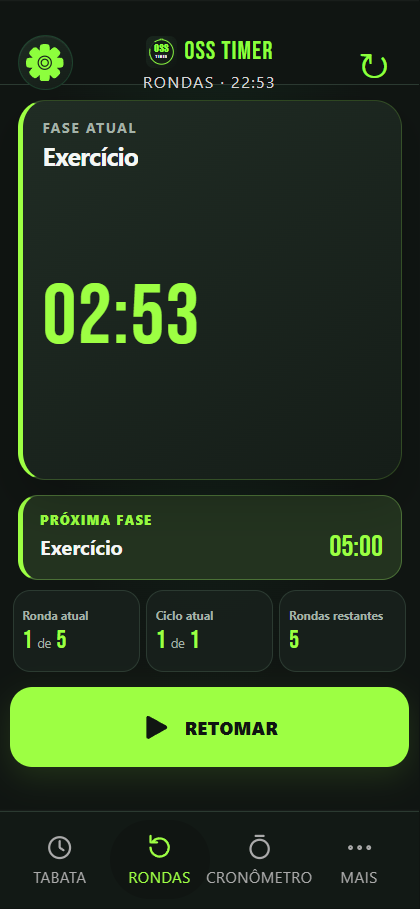 OSS
TIMER
OSS TIMER
RONDAS · 22:53
FASE ATUAL
Exercício
02:53
PRÓXIMA FASE
Exercício
05:00
Ronda atual
1 de 5
Ciclo atual
1 de 1
Rondas restantes
5
RETOMAR
TABATA
RONDAS
CRONÔMETRO
MAIS